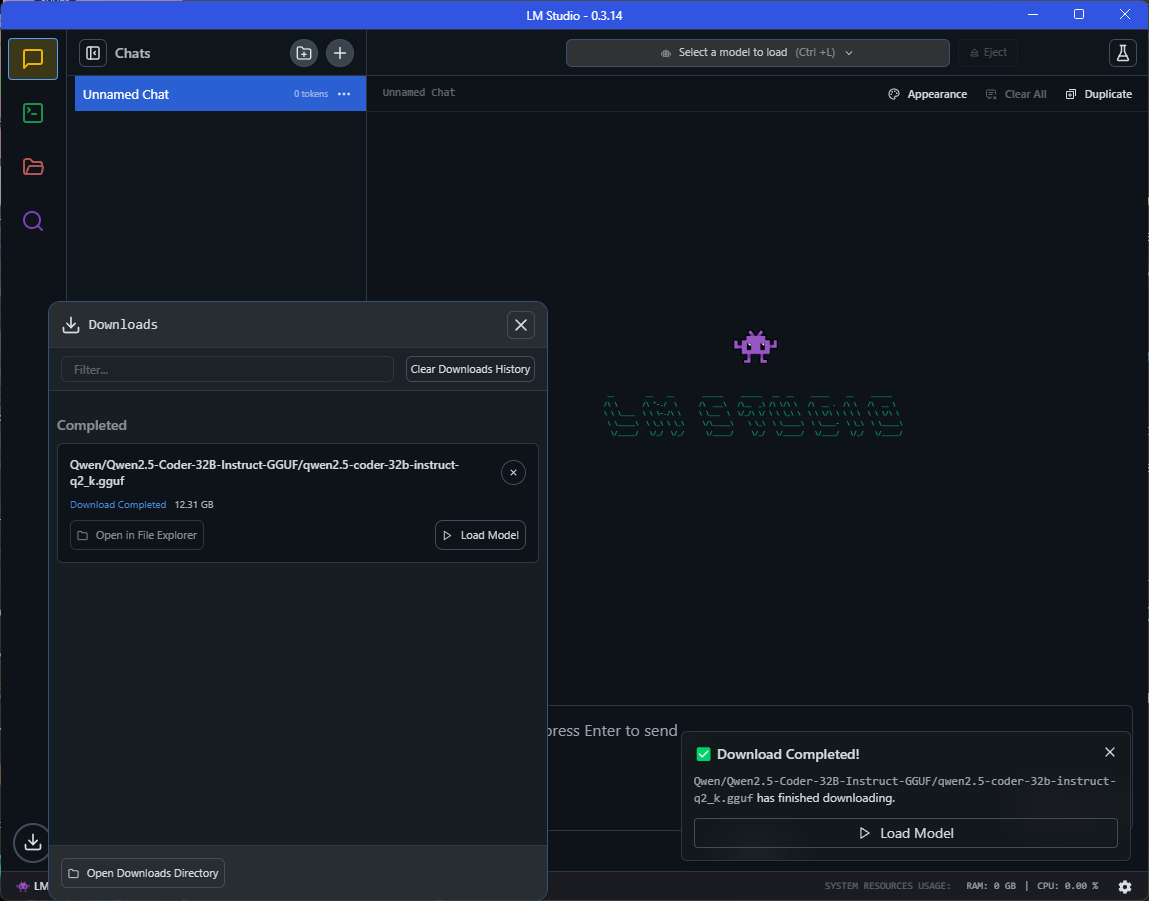 LM Studio - 0.3.14
Chats
Select a model to load (Ctrl +L)
Eject
Unnamed Chat
0 tokens
Unnamed Chat
Appearance
Clear All
Duplicate
LM STUDIO
Downloads
Filter...
Clear Downloads History
Completed
Qwen/Qwen2.5-Coder-32B-Instruct-GGUF/qwen2.5-coder-32b-instruct-
q2_k.gguf
Download Completed 12.31 GB
Open in File Explorer
Load Model
press Enter to send
Download Completed!
Qwen/Qwen2.5-Coder-32B-Instruct-GGUF/qwen2.5-coder-32b-instruct-
q2_k.gguf has finished downloading.
Load Model
Open Downloads Directory
LM
SYSTEM RESOURCES USAGE: RAM: 0 GB | CPU: 0.00 %